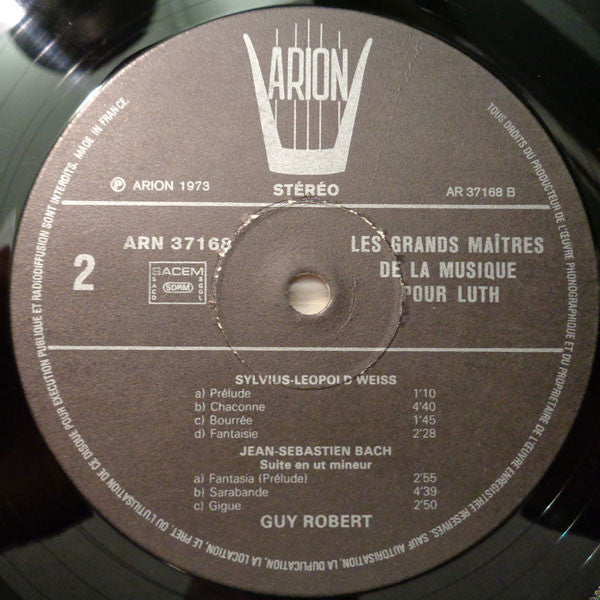 ARION
STÉRÉO
Ⓟ ARION 1973
AR 37168 B
ARN 37168
2
SACEM
SACD
SDRM
SGDL
LES GRANDS MAÎTRES
DE LA MUSIQUE
POUR LUTH
SYLVIUS-LEOPOLD WEISS
a) Prélude 1'10
b) Chaconne 4'40
c) Bourrée 1'45
d) Fantaisie 2'28
JEAN-SEBASTIEN BACH
Suite en ut mineur
a) Fantasia (Prélude) 2'55
b) Sarabande 4'39
c) Gigue 2'50
GUY ROBERT
TOUS DROITS DU PRODUCTEUR DE L'ŒUVRE PHONOGRAPHIQUE ET DU PROPRIETAIRE DE L'ŒUVRE ENREGISTREE RESERVES. SAUF AUTORISATION, LA DUPLICATION, LA LOCATION, LE PRET, OU L'UTILISATION DE CE DISQUE POUR EXECUTION PUBLIQUE ET RADIODIFFUSION SONT INTERDITS. MADE IN FRANCE.